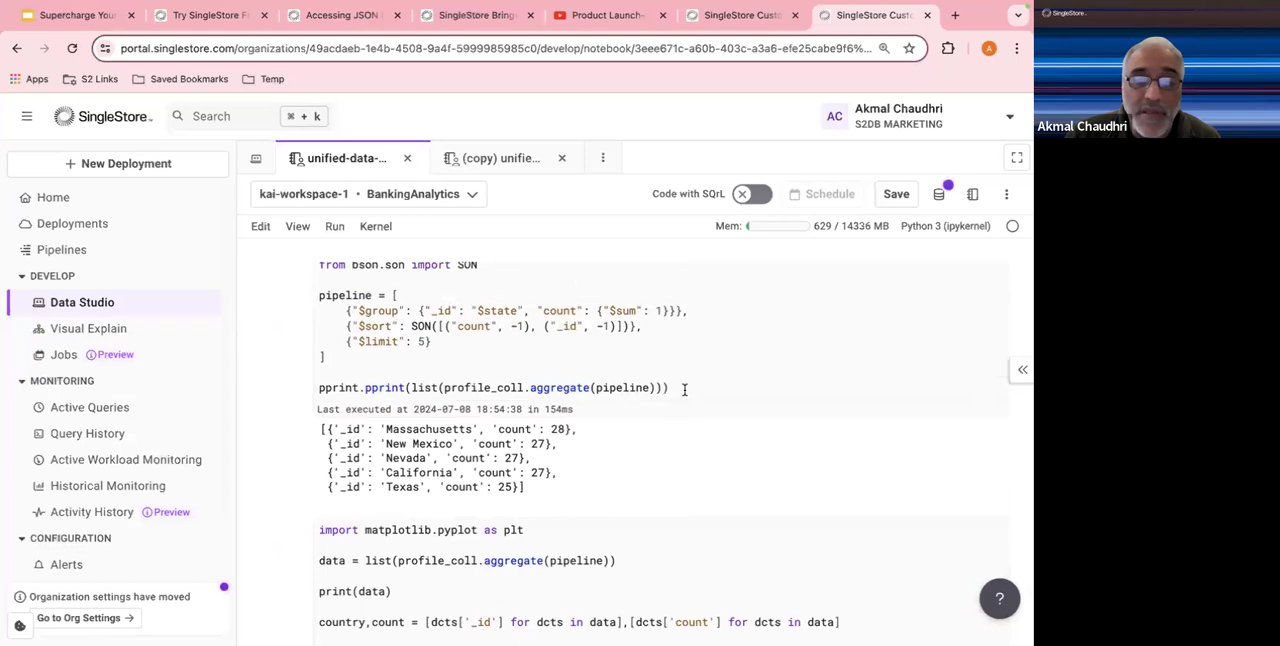 Supercharge You
Try SingleStore F
Accessing JSON
SingleStore Bring
Product Launch-
SingleStore Custo
SingleStore Custo
portal.singlestore.com/organizations/49acdaeb-1e4b-4508-9a4f-5999985985c0/develop/notebook/3eee671c-a60b-403c-a3a6-efe25cabe9f6%...
A
Apps
S2 Links
Saved Bookmarks
Temp
SingleStore
Search
⌘ + k
AC
Akmal Chaudhri
S2DB MARKETING
+ New Deployment
Home
Deployments
Pipelines
DEVELOP
Data Studio
Visual Explain
Jobs Preview
MONITORING
Active Queries
Query History
Active Workload Monitoring
Historical Monitoring
Activity History Preview
CONFIGURATION
Alerts
Organization settings have moved
Go to Org Settings →
unified-data-...
(copy) unifie...
kai-workspace-1 • BankingAnalytics
Code with SQrL
Schedule
Save
Edit View Run Kernel
Mem: 629 / 14336 MB
Python 3 (ipykernel)
from bson.son import SON
pipeline = [
{"$group": {"_id": "$state", "count": {"$sum": 1}}},
{"$sort": SON([("count", -1), ("_id", -1)])},
{"$limit": 5}
]
pprint.pprint(list(profile_coll.aggregate(pipeline)))
Last executed at 2024-07-08 18:54:38 in 154ms
[{'_id': 'Massachusetts', 'count': 28},
{'_id': 'New Mexico', 'count': 27},
{'_id': 'Nevada', 'count': 27},
{'_id': 'California', 'count': 27},
{'_id': 'Texas', 'count': 25}]
import matplotlib.pyplot as plt
data = list(profile_coll.aggregate(pipeline))
print(data)
country,count = [dcts['_id'] for dcts in data],[dcts['count'] for dcts in data]
?
SingleStore
Akmal Chaudhri